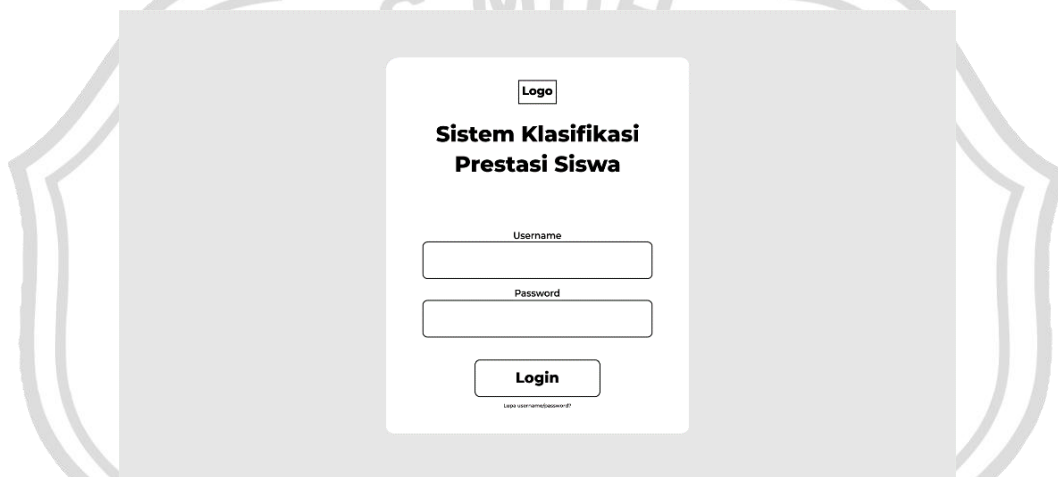 Logo
Sistem Klasifikasi
Prestasi Siswa
Username
Password
Login
Lupa username/password?